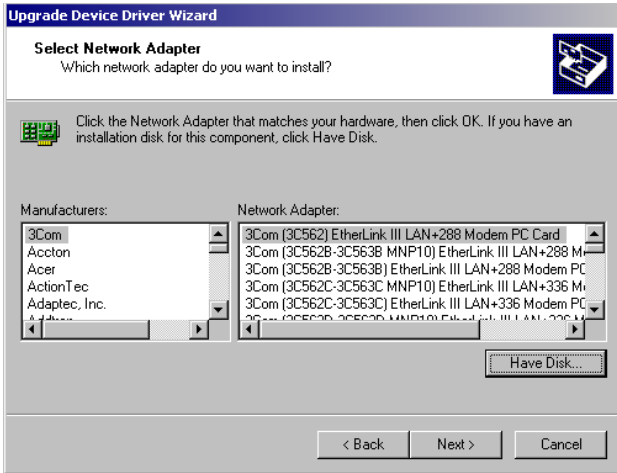 Upgrade Device Driver Wizard
Select Network Adapter
Which network adapter do you want to install?
Click the Network Adapter that matches your hardware, then click OK. If you have an
installation disk for this component, click Have Disk.
Manufacturers:
3Com
Accton
Acer
ActionTec
Adaptec, Inc.
Network Adapter:
3Com (3C562) EtherLink III LAN+288 Modem PC Card
3Com (3C562B-3C563B MNP10) EtherLink III LAN+288
3Com (3C562B-3C563B) EtherLink III LAN+288 Modem PC
3Com (3C562C-3C563C MNP10) EtherLink III LAN+336
3Com (3C562C-3C563C) EtherLink III LAN+336 Modem PC
Have Disk...
< Back
Next >
Cancel